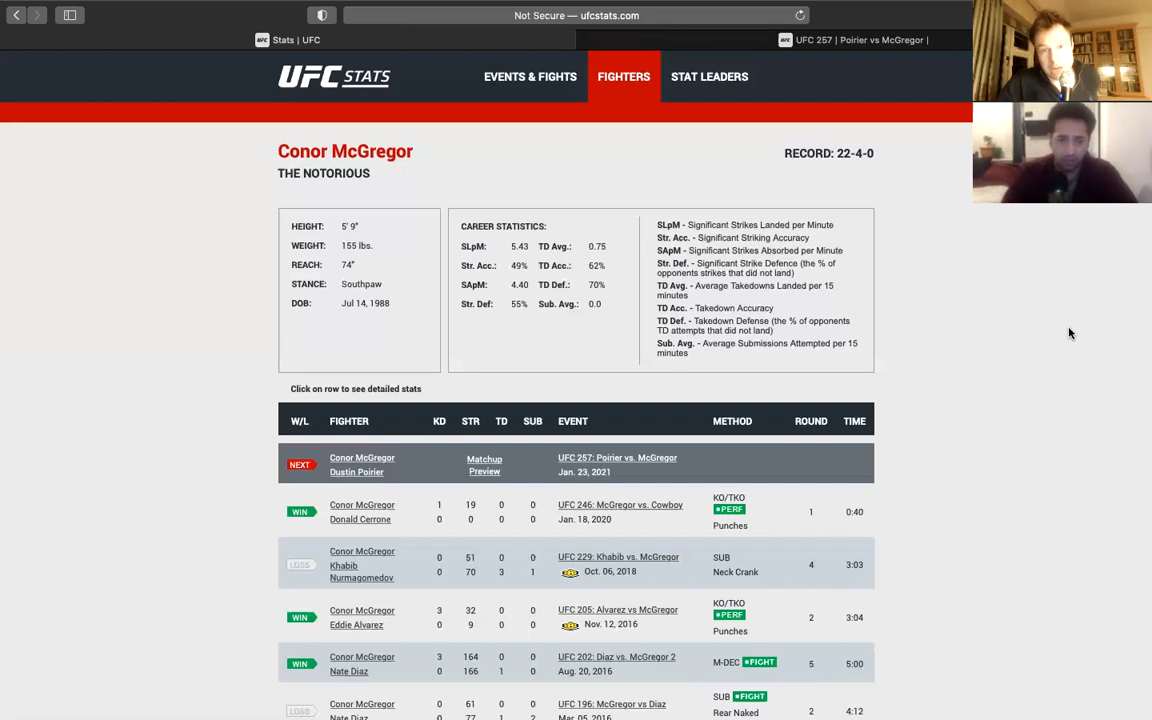 Not Secure — ufcstats.com
UFC Stats | UFC
UFC UFC 257 | Poirier vs McGregor |
UFC STATS
EVENTS & FIGHTS FIGHTERS STAT LEADERS
Conor McGregor
RECORD: 22-4-0
THE NOTORIOUS
HEIGHT: 5' 9"
WEIGHT: 155 lbs.
REACH: 74"
STANCE: Southpaw
DOB: Jul 14, 1988
CAREER STATISTICS:
SLpM: 5.43 TD Avg.: 0.75
Str. Acc.: 49% TD Acc.: 62%
SApM: 4.40 TD Def.: 70%
Str. Def: 55% Sub. Avg.: 0.0
SLpM - Significant Strikes Landed per Minute
Str. Acc. - Significant Striking Accuracy
SApM - Significant Strikes Absorbed per Minute
Str. Def. - Significant Strike Defence (the % of
opponents strikes that did not land)
TD Avg. - Average Takedowns Landed per 15
minutes
TD Acc. - Takedown Accuracy
TD Def. - Takedown Defense (the % of opponents
TD attempts that did not land)
Sub. Avg. - Average Submissions Attempted per 15
minutes
Click on row to see detailed stats
W/L FIGHTER KD STR TD SUB EVENT METHOD ROUND TIME
NEXT Conor McGregor Matchup UFC 257: Poirier vs. McGregor
Dustin Poirier Preview Jan. 23, 2021
WIN Conor McGregor 1 19 0 0 UFC 246: McGregor vs. Cowboy KO/TKO PERF 1 0:40
Donald Cerrone 0 0 0 0 Jan. 18, 2020 Punches
LOSS Conor McGregor 0 51 0 0 UFC 229: Khabib vs. McGregor SUB 4 3:03
Khabib 0 70 3 1 Oct. 06, 2018 Neck Crank
Nurmagomedov
WIN Conor McGregor 3 32 0 0 UFC 205: Alvarez vs McGregor KO/TKO PERF 2 3:04
Eddie Alvarez 0 9 0 0 Nov. 12, 2016 Punches
WIN Conor McGregor 3 164 0 0 UFC 202: Diaz vs. McGregor 2 M-DEC FIGHT 5 5:00
Nate Diaz 0 166 1 0 Aug. 20, 2016
LOSS Conor McGregor 0 61 0 0 UFC 196: McGregor vs Diaz SUB FIGHT 2 4:12
Nate Diaz 0 77 1 2 Mar. 05, 2016 Rear Naked